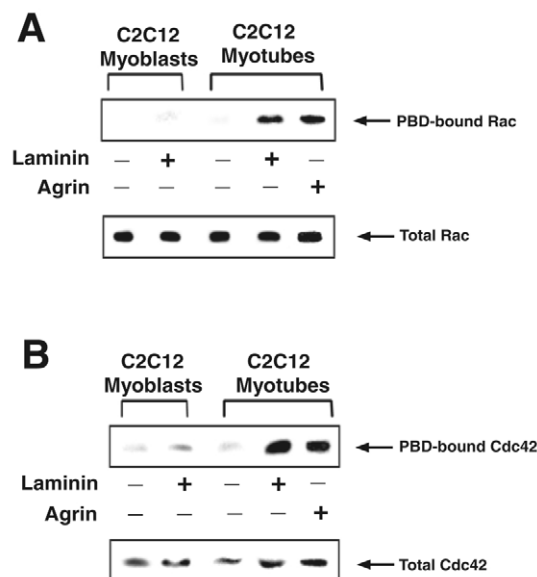 A
C2C12 C2C12
Myoblasts Myotubes
PBD-bound Rac
Laminin – + – + –
Agrin – – – – +
Total Rac
B
C2C12 C2C12
Myoblasts Myotubes
PBD-bound Cdc42
Laminin – + – + –
Agrin – – – – +
Total Cdc42